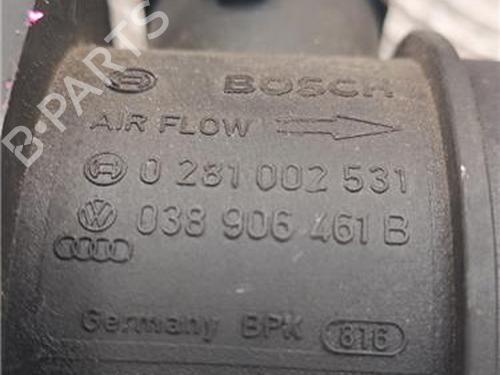 B-PARTS
BOSCH
AIR FLOW
0 281 002 531
038 906 461 B
Germany BPK 816